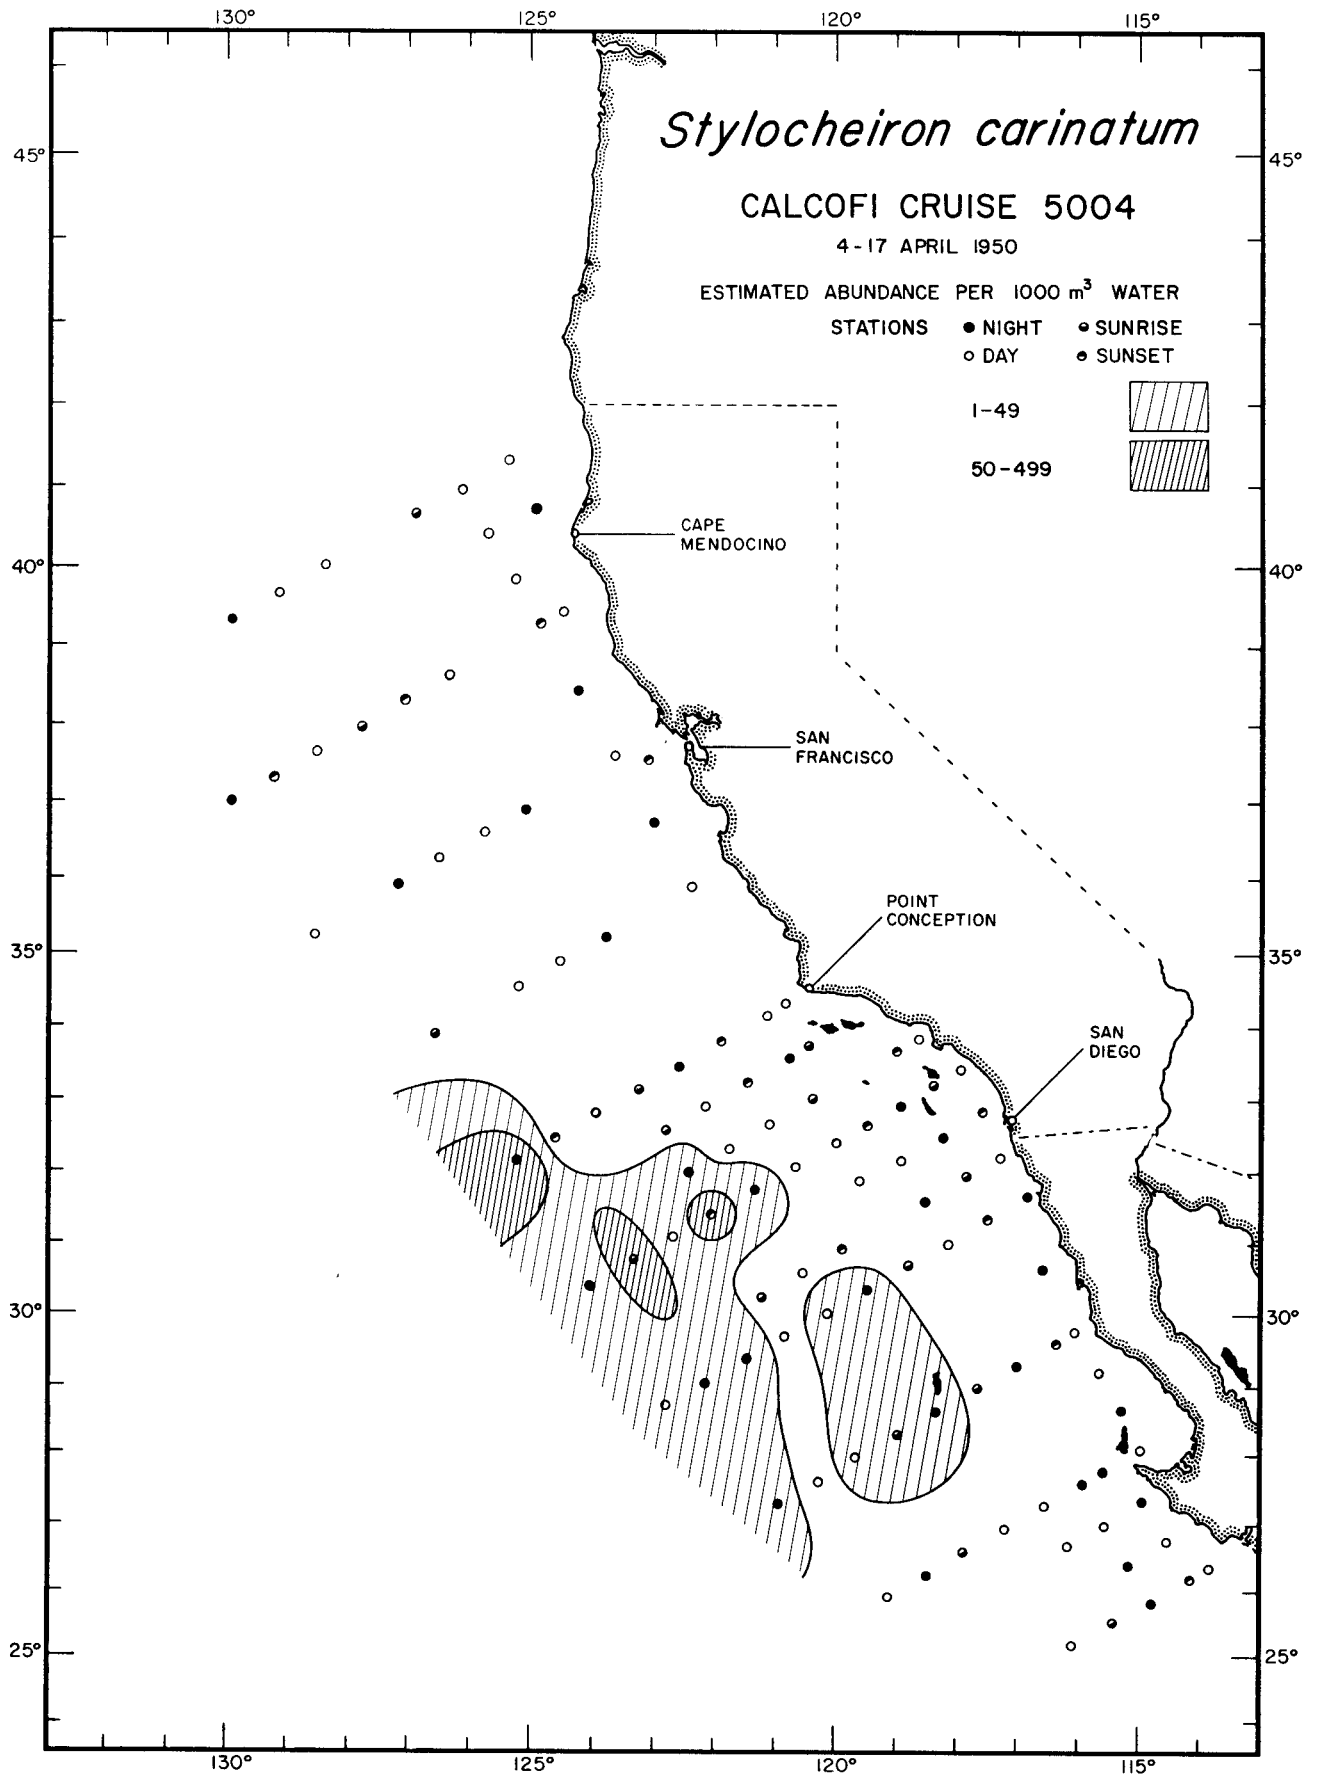 130° 125° 120° 115°
Stylocheiron carinatum
45° 45°
CALCOFI CRUISE 5004
4-17 APRIL 1950
ESTIMATED ABUNDANCE PER 1000 m³ WATER
STATIONS NIGHT SUNRISE
DAY SUNSET
1-49
50-499
CAPE
MENDOCINO
40° 40°
SAN
FRANCISCO
POINT
CONCEPTION
35° 35°
SAN
DIEGO
30° 30°
25° 25°
130° 125° 120° 115°